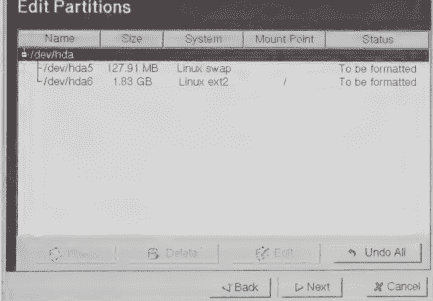 Edit Partitions
Name Size System Mount Point Status
/dev/hda
/dev/hda5 127.91 MB Linux swap To be formatted
/dev/hda6 1.83 GB Linux ext2 / To be formatted
Delete Edit Undo All
Back Next Cancel